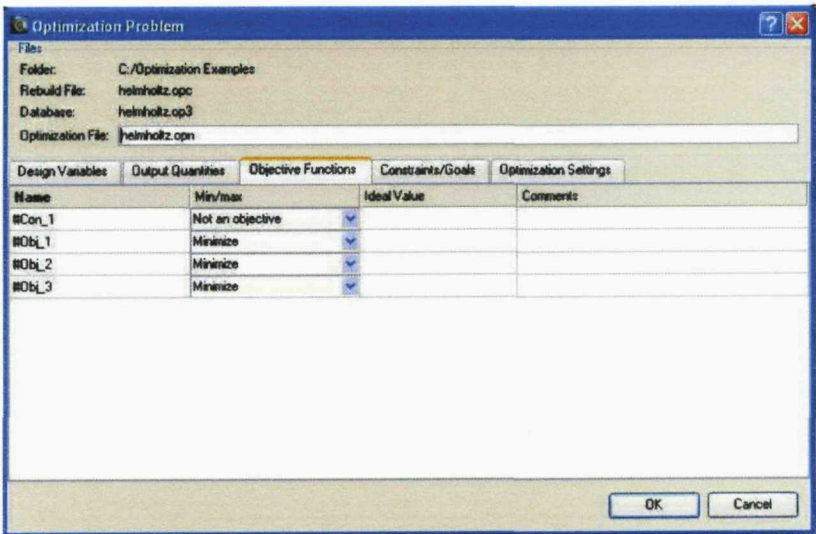 Optimization Problem
Files
Folder: C:/Optimization Examples
Rebuild File: helmholtz.opc
Database: helmholtz.op3
Optimization File: helmholtz.opn
Design Variables Output Quantities Objective Functions Constraints/Goals Optimization Settings
Name Min/max Ideal Value Comments
#Con_1 Not an objective
#Obj_1 Minimize
#Obj_2 Minimize
#Obj_3 Minimize
OK Cancel